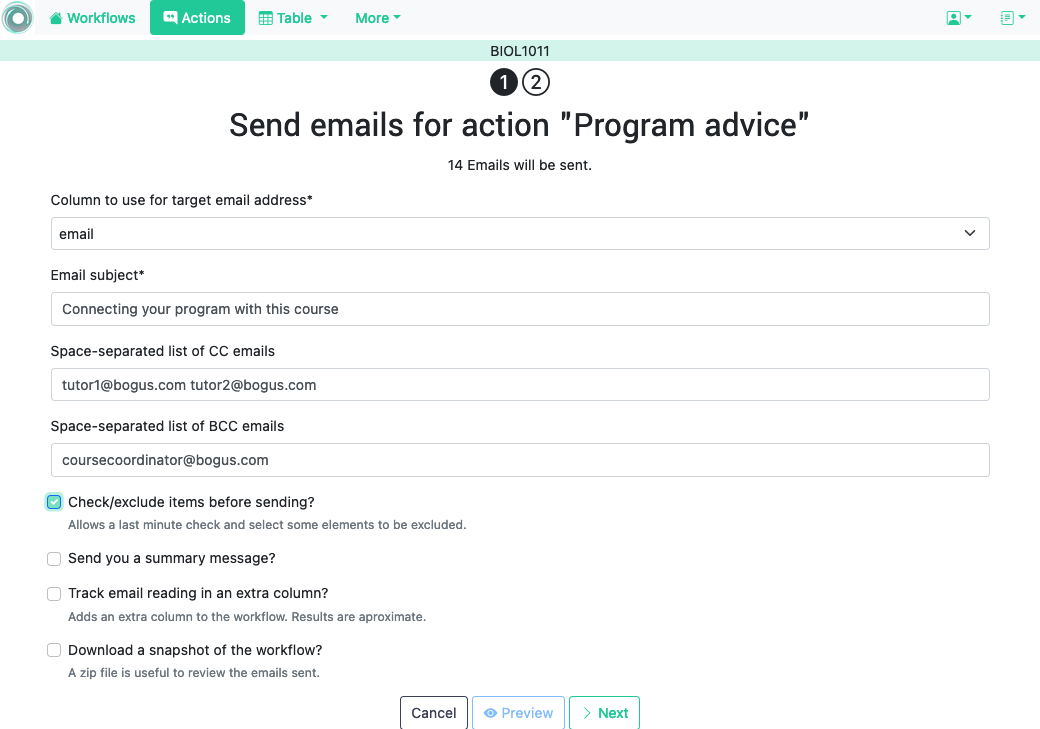 Workflows Actions Table More
BIOL1011
1 2
Send emails for action "Program advice"
14 Emails will be sent.
Column to use for target email address*
email
Email subject*
Connecting your program with this course
Space-separated list of CC emails
tutor1@bogus.com tutor2@bogus.com
Space-separated list of BCC emails
coursecoordinator@bogus.com
Check/exclude items before sending?
Allows a last minute check and select some elements to be excluded.
Send you a summary message?
Track email reading in an extra column?
Adds an extra column to the workflow. Results are aproximate.
Download a snapshot of the workflow?
A zip file is useful to review the emails sent.
Cancel Preview Next